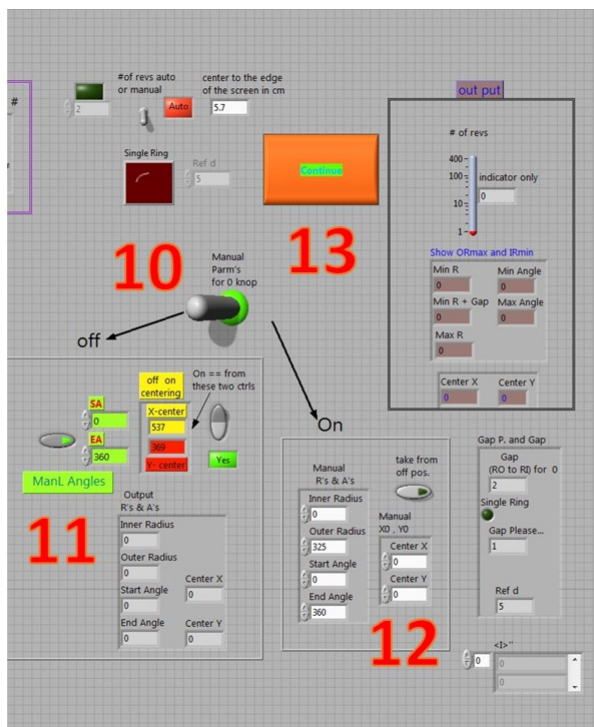 #
2
#of revs auto
or manual
Auto
center to the edge
of the screen in cm
5.7
Single Ring
Ref d
5
Continue
out put
# of revs
400
100
10
1
indicator only
0
Show ORmax and IRmin
Min R
Min Angle
0
0
Min R + Gap
Max Angle
0
0
Max R
0
Center X
Center Y
0
0
10
13
Manual
Parm's
for 0 knop
off
On
off on
centering
On == from
these two ctrls
X-center
537
369
Y- center
SA
0
EA
360
Yes
ManL Angles
11
Output
R's & A's
Inner Radius
0
Outer Radius
0
Start Angle
0
End Angle
0
Center X
0
Center Y
0
Manual
R's & A's
Inner Radius
0
Outer Radius
325
Start Angle
0
End Angle
360
take from
off pos.
Manual
X0 , Y0
Center X
0
Center Y
0
12
Gap P. and Gap
Gap
(RO to RI) for 0
2
Single Ring
Gap Please...
1
Ref d
5
<I>"
0
0
0